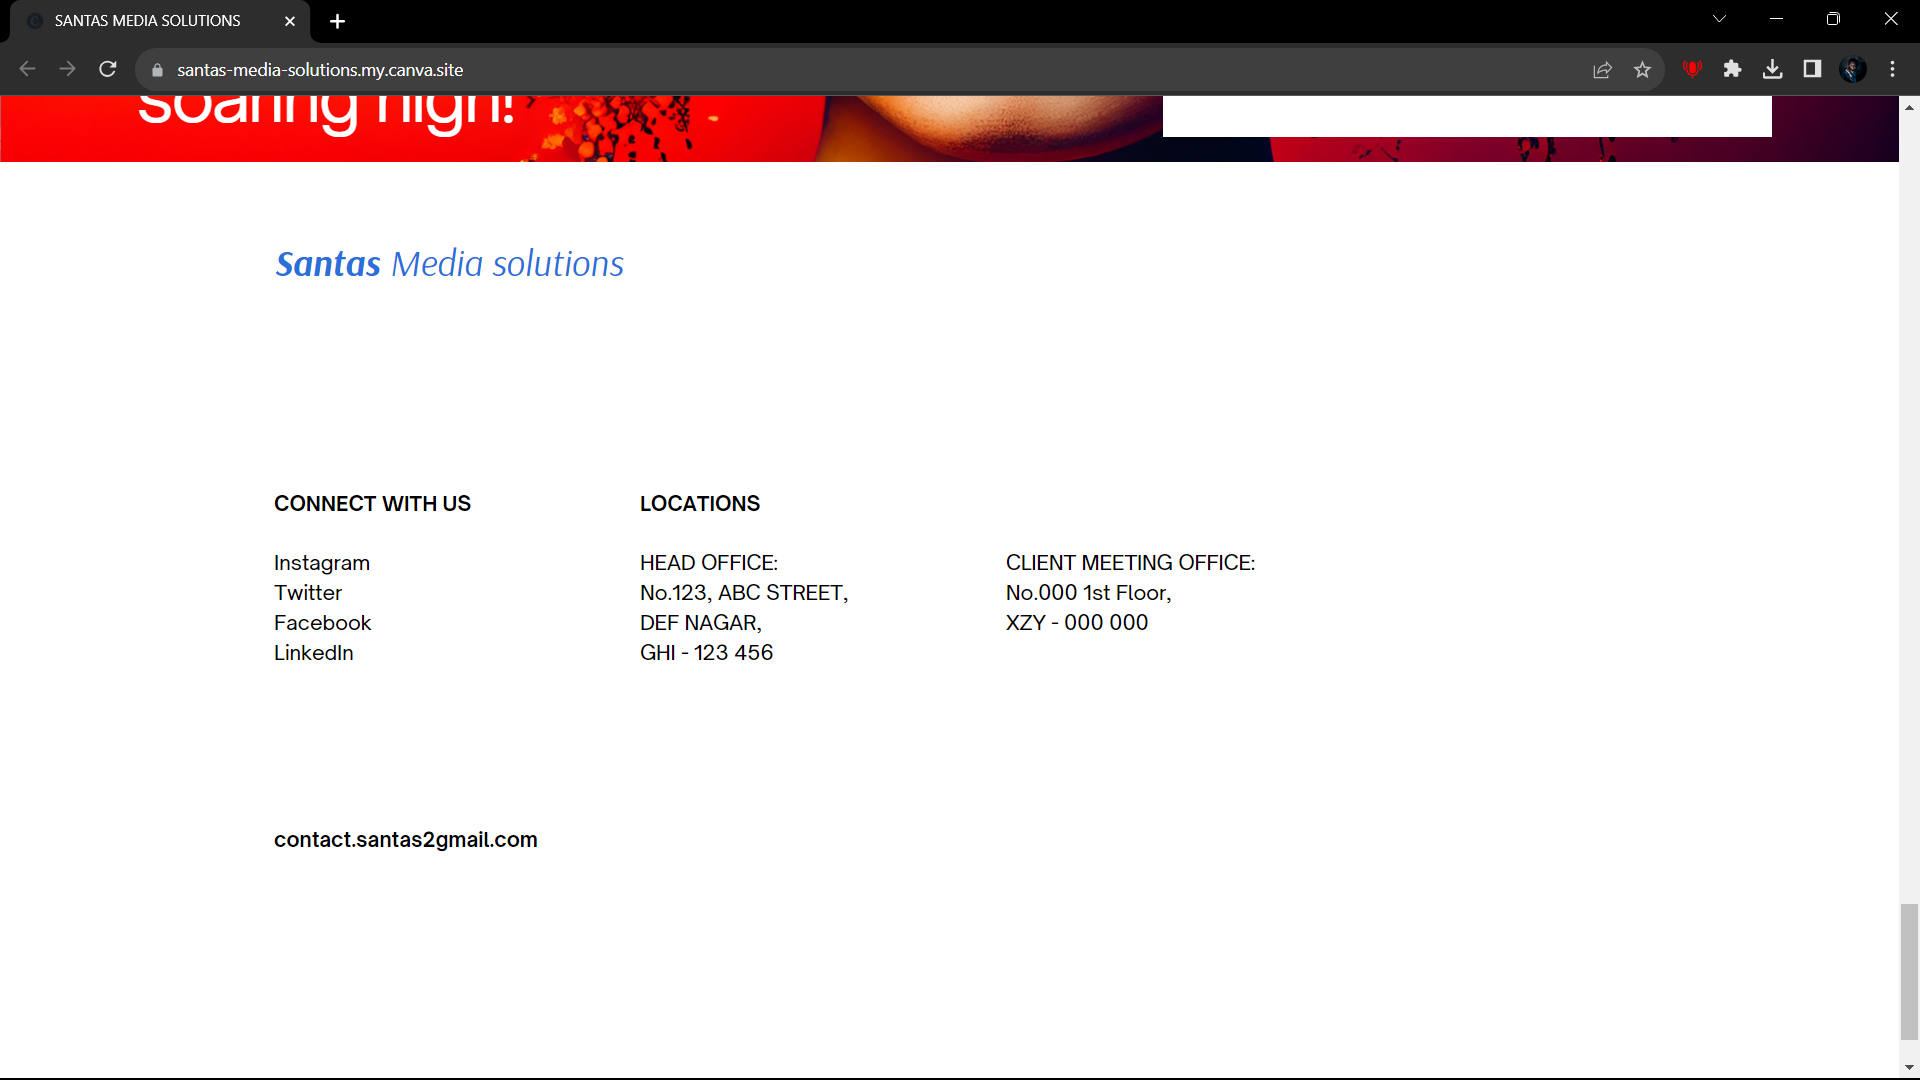 SANTAS MEDIA SOLUTIONS
santas-media-solutions.my.canva.site
soaring high!
Santas Media solutions
CONNECT WITH US
Instagram
Twitter
Facebook
LinkedIn
LOCATIONS
HEAD OFFICE:
No.123, ABC STREET,
DEF NAGAR,
GHI - 123 456
CLIENT MEETING OFFICE:
No.000 1st Floor,
XZY - 000 000
contact.santas2gmail.com